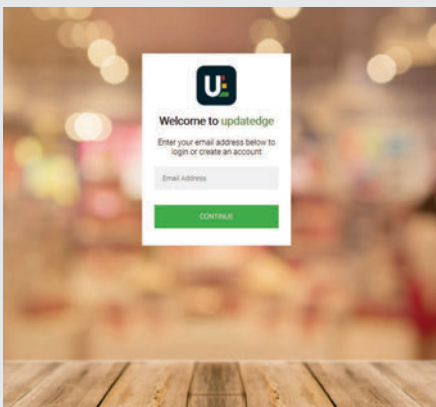 U:
Welcome to updatedge
Enter your email address below to
login or create an account
Email Address
CONTINUE